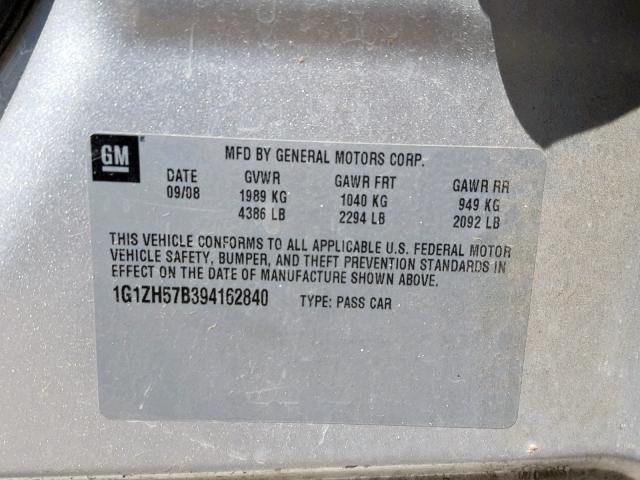 GM
MFD BY GENERAL MOTORS CORP.
DATE GVWR GAWR FRT GAWR RR
09/08 1989 KG 1040 KG 949 KG
4386 LB 2294 LB 2092 LB
THIS VEHICLE CONFORMS TO ALL APPLICABLE U.S. FEDERAL MOTOR
VEHICLE SAFETY, BUMPER, AND THEFT PREVENTION STANDARDS IN
EFFECT ON THE DATE OF MANUFACTURE SHOWN ABOVE.
1G1ZH57B394162840 TYPE: PASS CAR